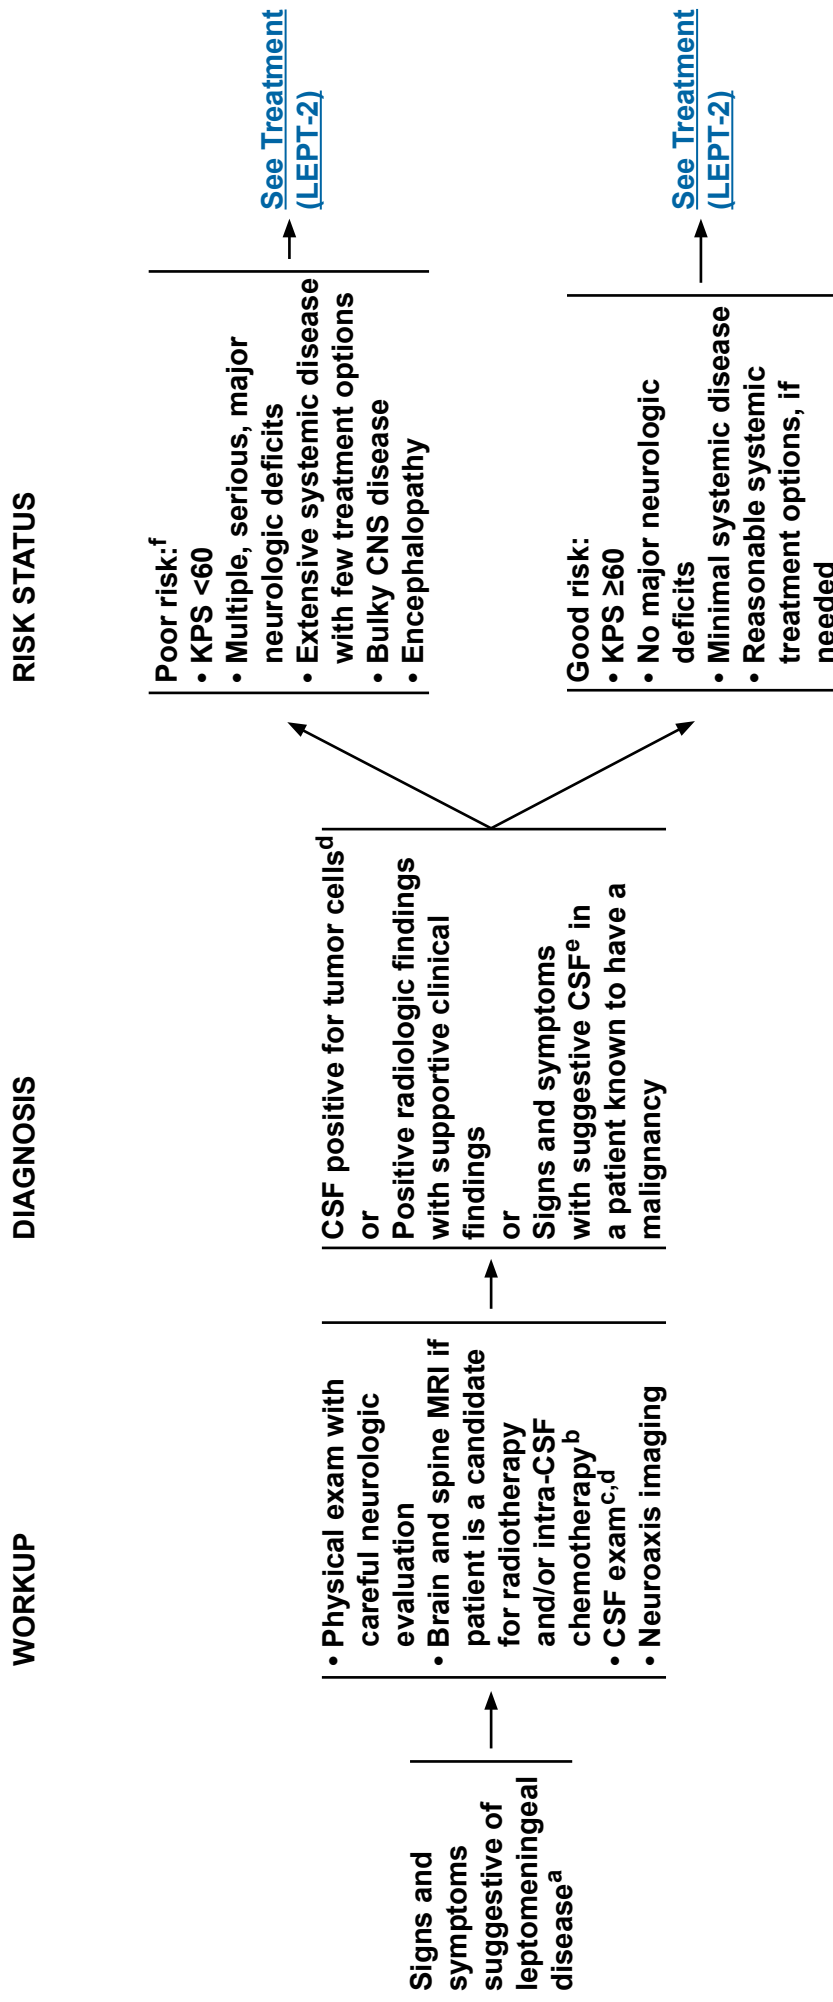 WORKUP
DIAGNOSIS
RISK STATUS
Signs and
symptoms
suggestive of
leptomeningeal
disease^a
• Physical exam with
careful neurologic
evaluation
• Brain and spine MRI if
patient is a candidate
for radiotherapy
and/or intra-CSF
chemotherapy^b
• CSF exam^c,d
• Neuroaxis imaging
CSF positive for tumor cells^d
or
Positive radiologic findings
with supportive clinical
findings
or
Signs and symptoms
with suggestive CSF^e in
a patient known to have a
malignancy
Poor risk:^f
• KPS <60
• Multiple, serious, major
neurologic deficits
• Extensive systemic disease
with few treatment options
• Bulky CNS disease
• Encephalopathy
See Treatment
(LEPT-2)
Good risk:
• KPS ≥60
• No major neurologic
deficits
• Minimal systemic disease
• Reasonable systemic
treatment options, if
needed
See Treatment
(LEPT-2)